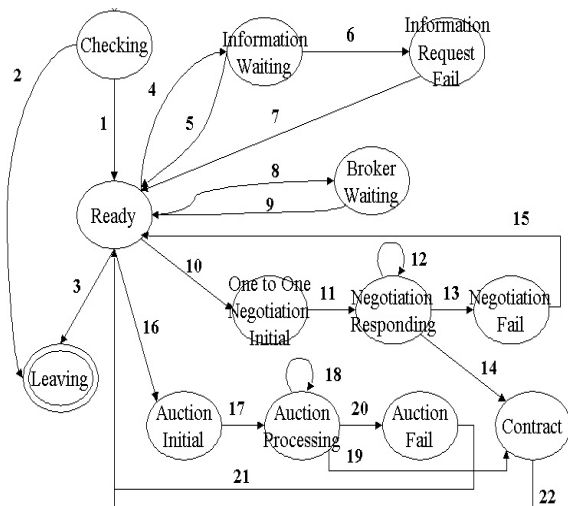 Checking
Information
Waiting
Information
Request
Fail
2
1
4
5
6
7
Ready
8
9
Broker
Waiting
15
10
3
One to One
Negotiation
Initial
11
12
Negotiation
Responding
13
Negotiation
Fail
14
16
Leaving
Auction
Initial
17
18
Auction
Processing
20
19
Auction
Fail
Contract
21
22